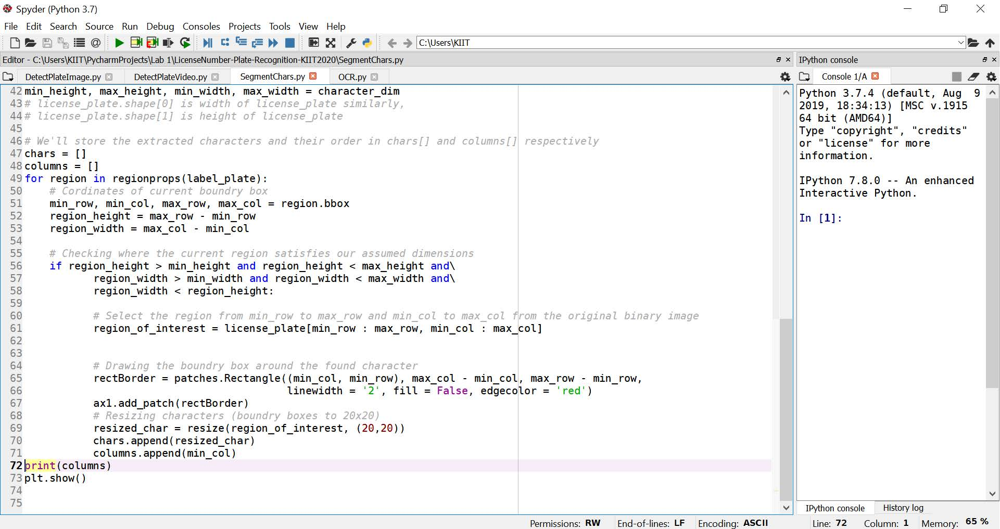 Spyder (Python 3.7)
File Edit Search Source Run Debug Consoles Projects Tools View Help
C:\Users\KIIT
Editor - C:\Users\KIIT\PycharmProjects\Lab 1\LicenseNumber-Plate-Recognition-KIIT2020\SegmentChars.py
DetectPlateImage.py DetectPlateVideo.py SegmentChars.py OCR.py
42 min_height, max_height, min_width, max_width = character_dim
43 # license_plate.shape[0] is width of license_plate similarly,
44 # license_plate.shape[1] is height of license_plate
45
46 # We'll store the extracted characters and their order in chars[] and columns[] respectively
47 chars = []
48 columns = []
49 for region in regionprops(label_plate):
50     # Cordinates of current boundry box
51     min_row, min_col, max_row, max_col = region.bbox
52     region_height = max_row - min_row
53     region_width = max_col - min_col
54
55     # Checking where the current region satisfies our assumed dimensions
56     if region_height > min_height and region_height < max_height and\
57            region_width > min_width and region_width < max_width and\
58            region_width < region_height:
59
60            # Select the region from min_row to max_row and min_col to max_col from the original binary image
61            region_of_interest = license_plate[min_row : max_row, min_col : max_col]
62
63
64            # Drawing the boundry box around the found character
65            rectBorder = patches.Rectangle((min_col, min_row), max_col - min_col, max_row - min_row,
66                                           linewidth = '2', fill = False, edgecolor = 'red')
67            ax1.add_patch(rectBorder)
68            # Resizing characters (boundry boxes to 20x20)
69            resized_char = resize(region_of_interest, (20,20))
70            chars.append(resized_char)
71            columns.append(min_col)
72 print(columns)
73 plt.show()
74
75
IPython console
Console 1/A
Python 3.7.4 (default, Aug  9
2019, 18:34:13) [MSC v.1915
64 bit (AMD64)]
Type "copyright", "credits"
or "license" for more
information.
IPython 7.8.0 -- An enhanced
Interactive Python.
In [1]:
IPython console History log
Permissions: RW End-of-lines: LF Encoding: ASCII Line: 72 Column: 1 Memory: 65 %